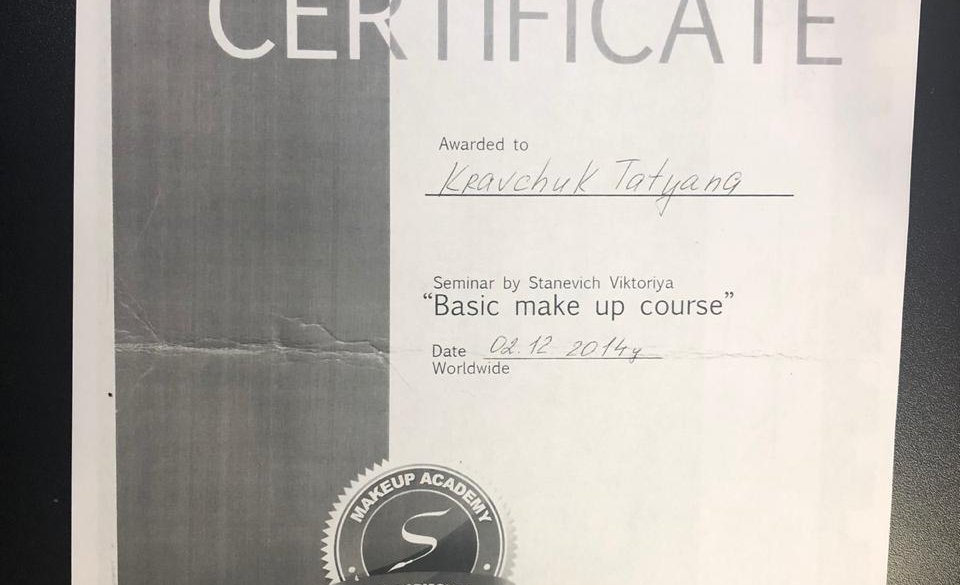 CERTIFICATE
Awarded to
Kravchuk Tatyana
Seminar by Stanevich Viktoriya
“Basic make up course”
Date 02.12 2014y
Worldwide
MAKEUP ACADEMY
S